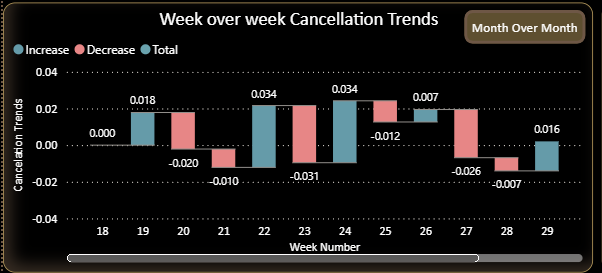 Week over week Cancellation Trends
Month Over Month
Increase Decrease Total
Cancelation Trends
0.04
0.02
0.00
-0.02
-0.04
0.000
0.018
-0.020
-0.010
0.034
-0.031
0.034
-0.012
0.007
-0.026
-0.007
0.016
18 19 20 21 22 23 24 25 26 27 28 29
Week Number